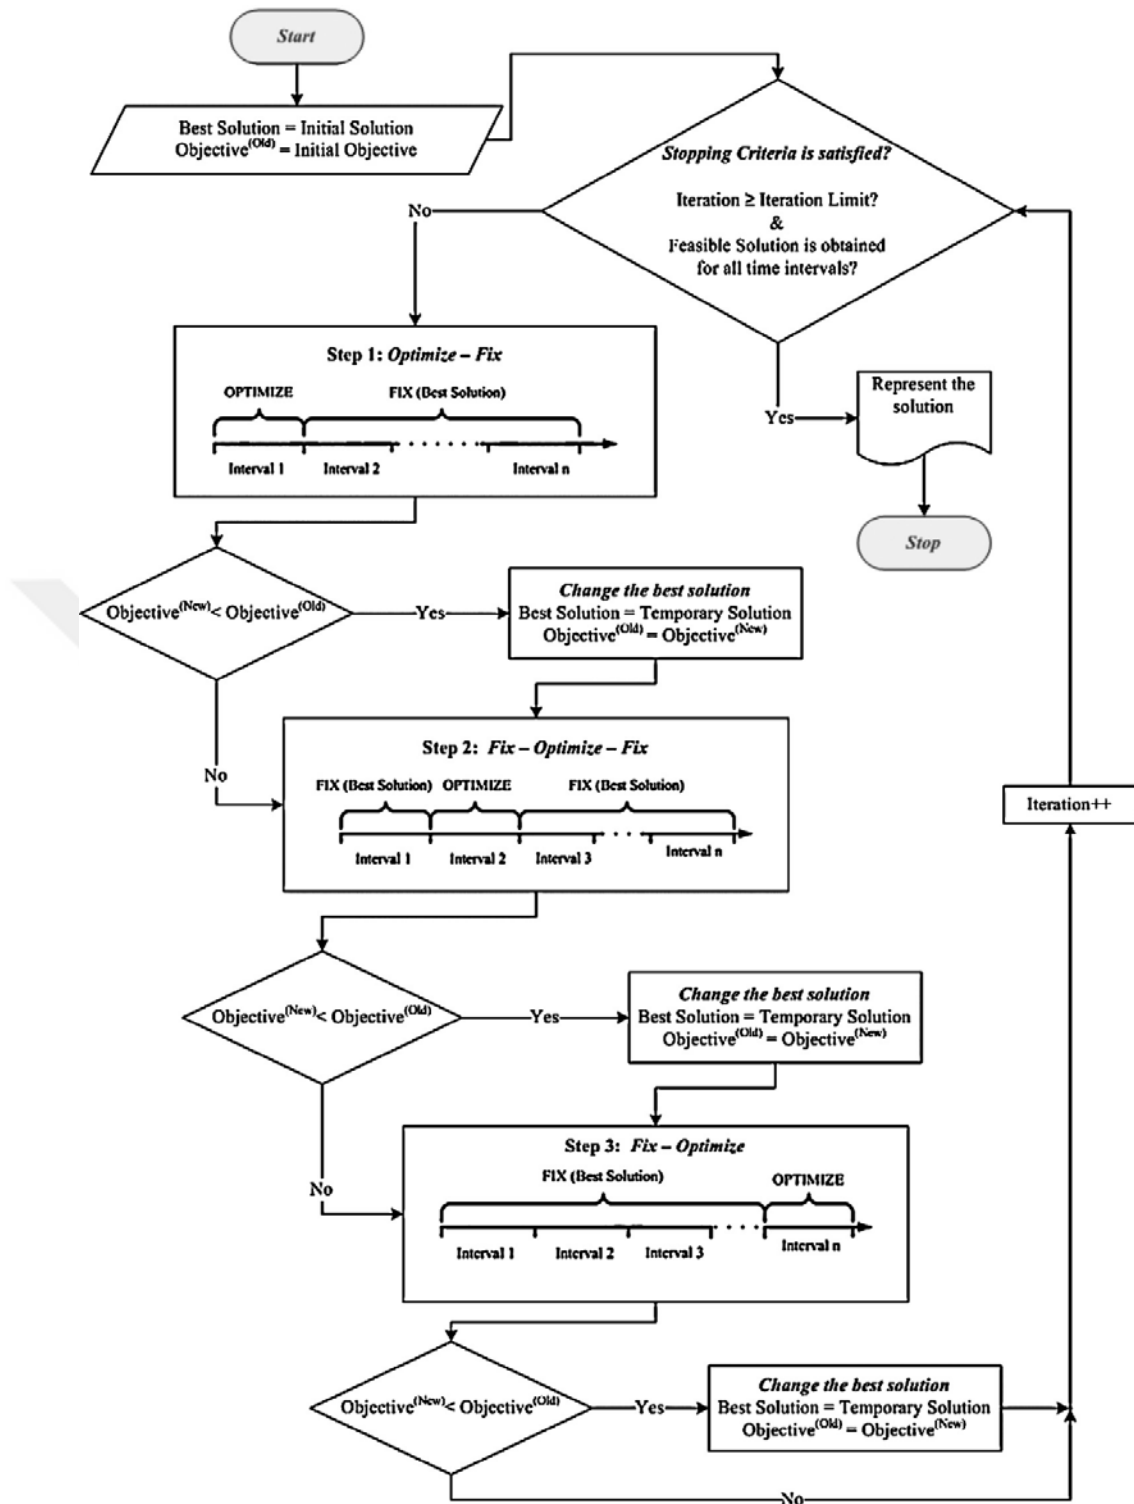 Start
Best Solution = Initial Solution
Objective(Old) = Initial Objective
Stopping Criteria is satisfied?
Iteration ≥ Iteration Limit?
&
Feasible Solution is obtained
for all time intervals?
No
Yes
Represent the
solution
Stop
Step 1: Optimize – Fix
OPTIMIZE FIX (Best Solution)
Interval 1 Interval 2 Interval n
Objective(New) < Objective(Old)
Yes
Change the best solution
Best Solution = Temporary Solution
Objective(Old) = Objective(New)
No
Step 2: Fix – Optimize – Fix
FIX (Best Solution) OPTIMIZE FIX (Best Solution)
Interval 1 Interval 2 Interval 3 Interval n
Iteration++
Objective(New) < Objective(Old)
Yes
Change the best solution
Best Solution = Temporary Solution
Objective(Old) = Objective(New)
No
Step 3: Fix – Optimize
FIX (Best Solution) OPTIMIZE
Interval 1 Interval 2 Interval 3 Interval n
Objective(New) < Objective(Old)
Yes
Change the best solution
Best Solution = Temporary Solution
Objective(Old) = Objective(New)
No